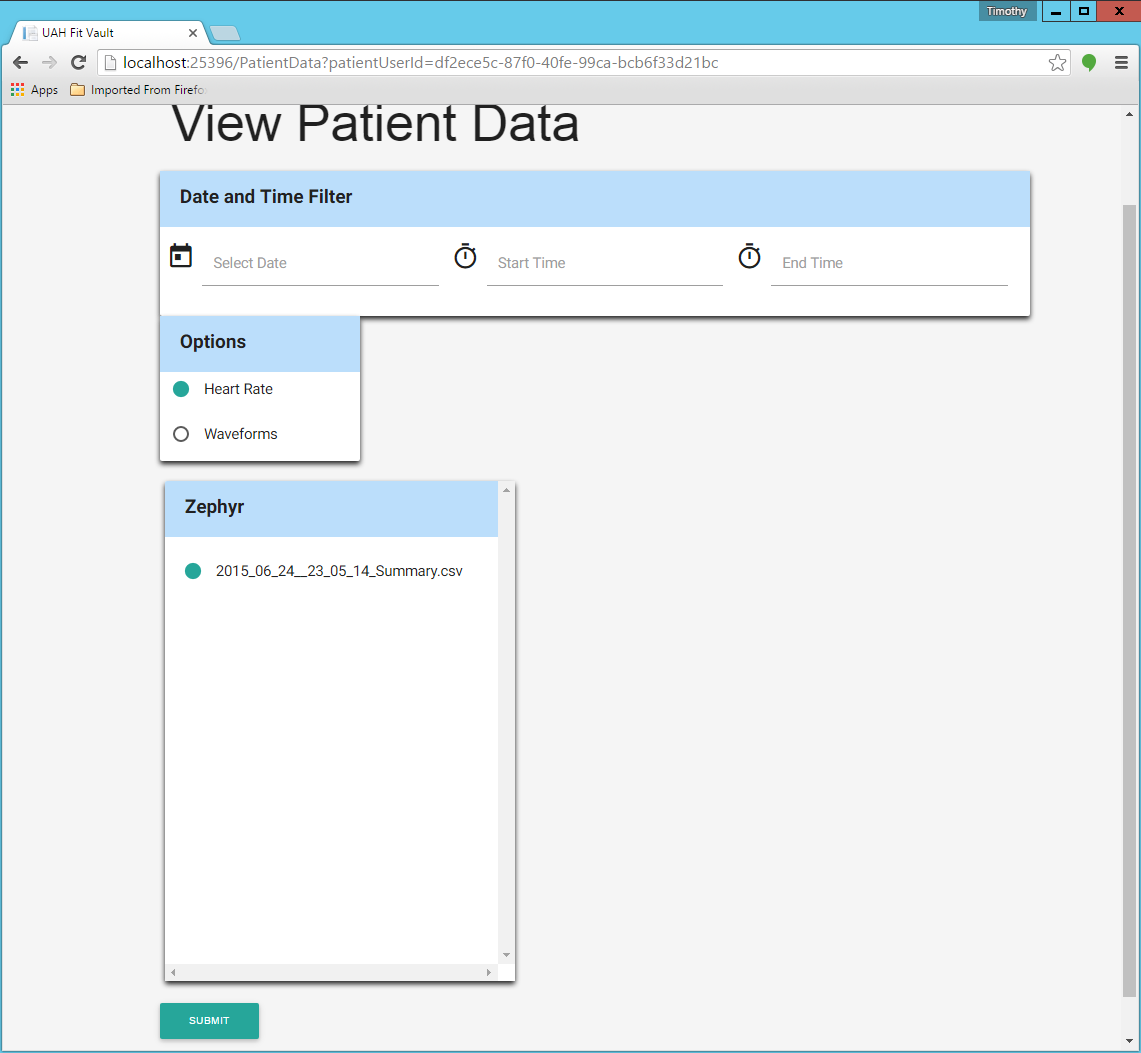 Timothy
UAH Fit Vault
localhost:25396/PatientData?patientUserId=df2ece5c-87f0-40fe-99ca-bcb6f33d21bc
Apps Imported From Firefo
View Patient Data
Date and Time Filter
Select Date Start Time End Time
Options
Heart Rate
Waveforms
Zephyr
2015_06_24__23_05_14_Summary.csv
SUBMIT